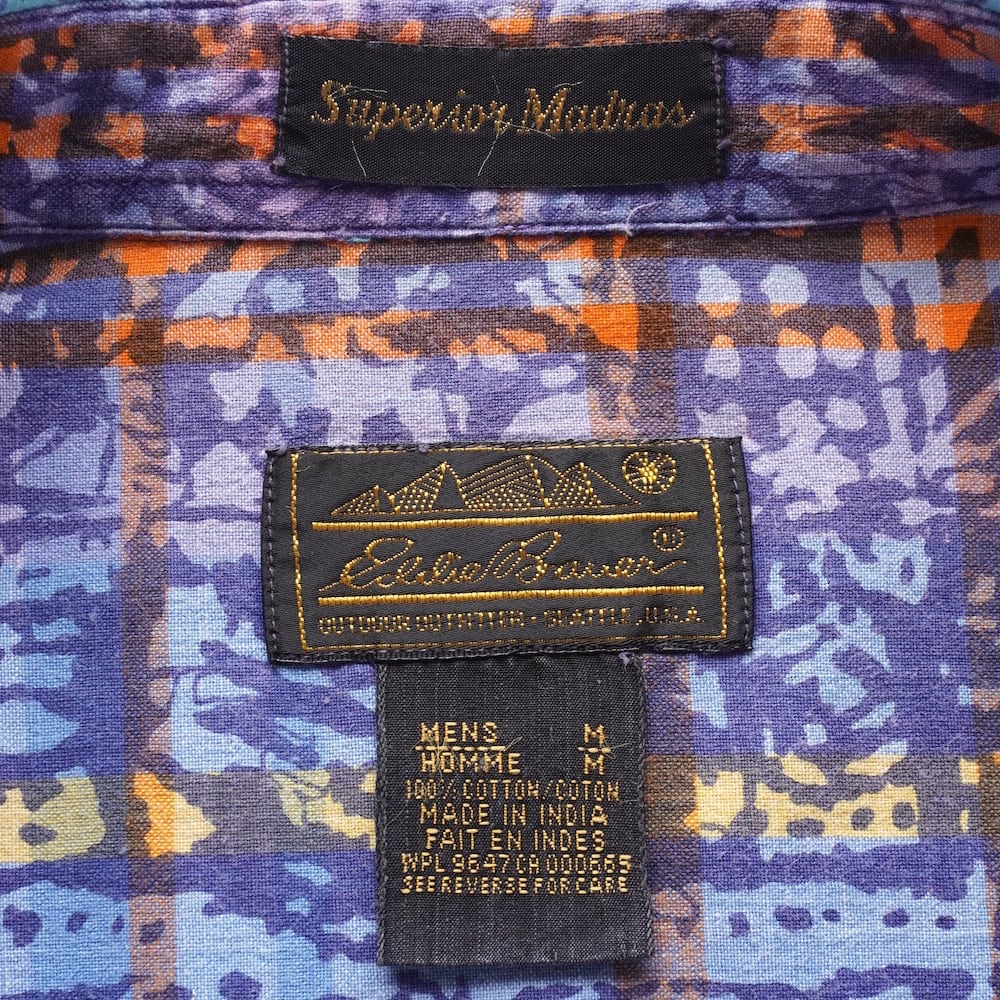 Superior Madras
Eddie Bauer ®
OUTDOOR OUTFITTER · SEATTLE, U.S.A.
MENS M
HOMME M
100% COTTON/COTON
MADE IN INDIA
FAIT EN INDES
WPL 9647 CA 000665
SEE REVERSE FOR CARE